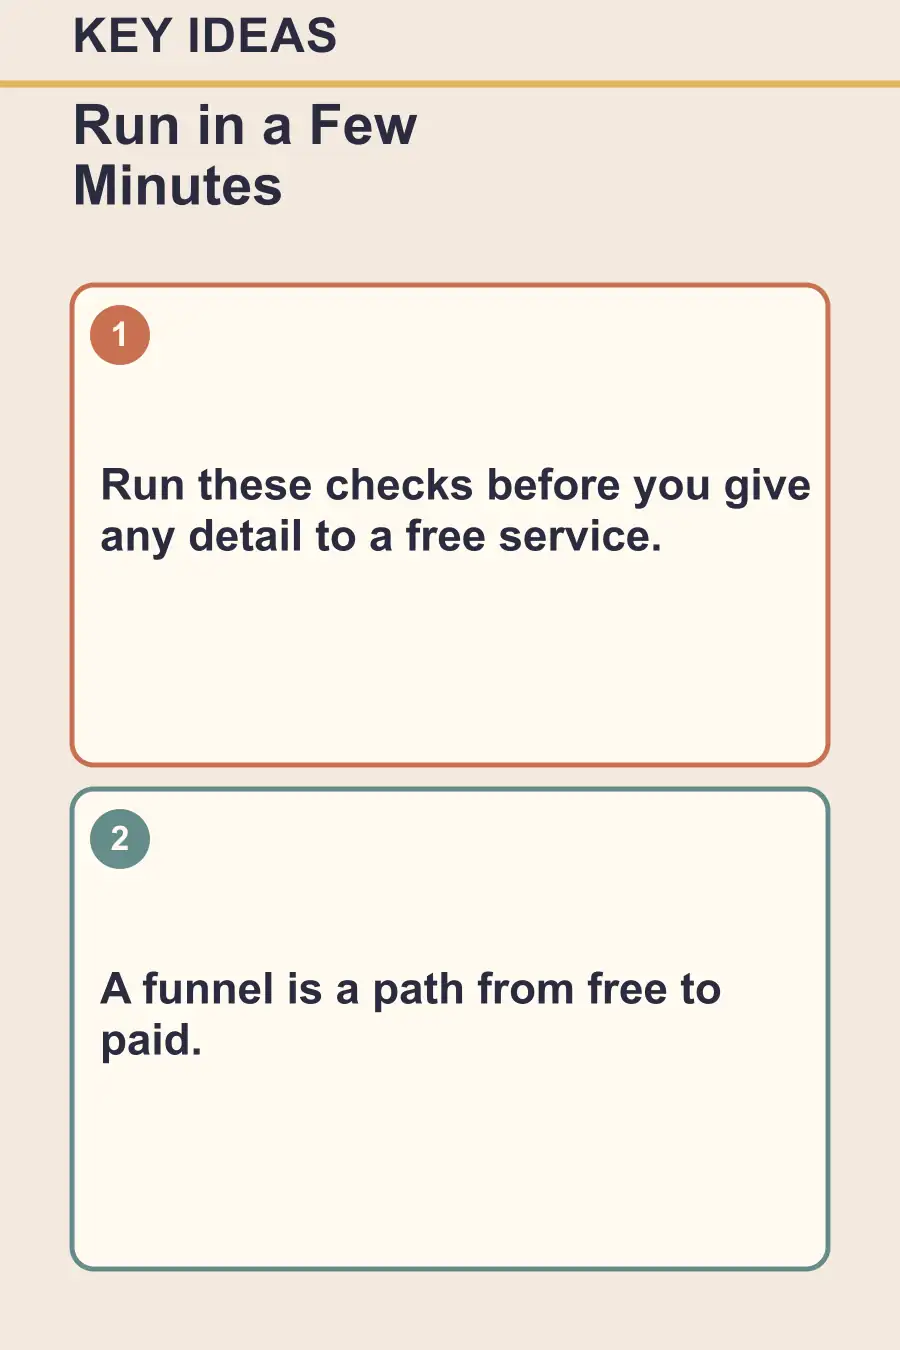 KEY IDEAS
Run in a Few
Minutes
1
Run these checks before you give
any detail to a free service.
2
A funnel is a path from free to
paid.